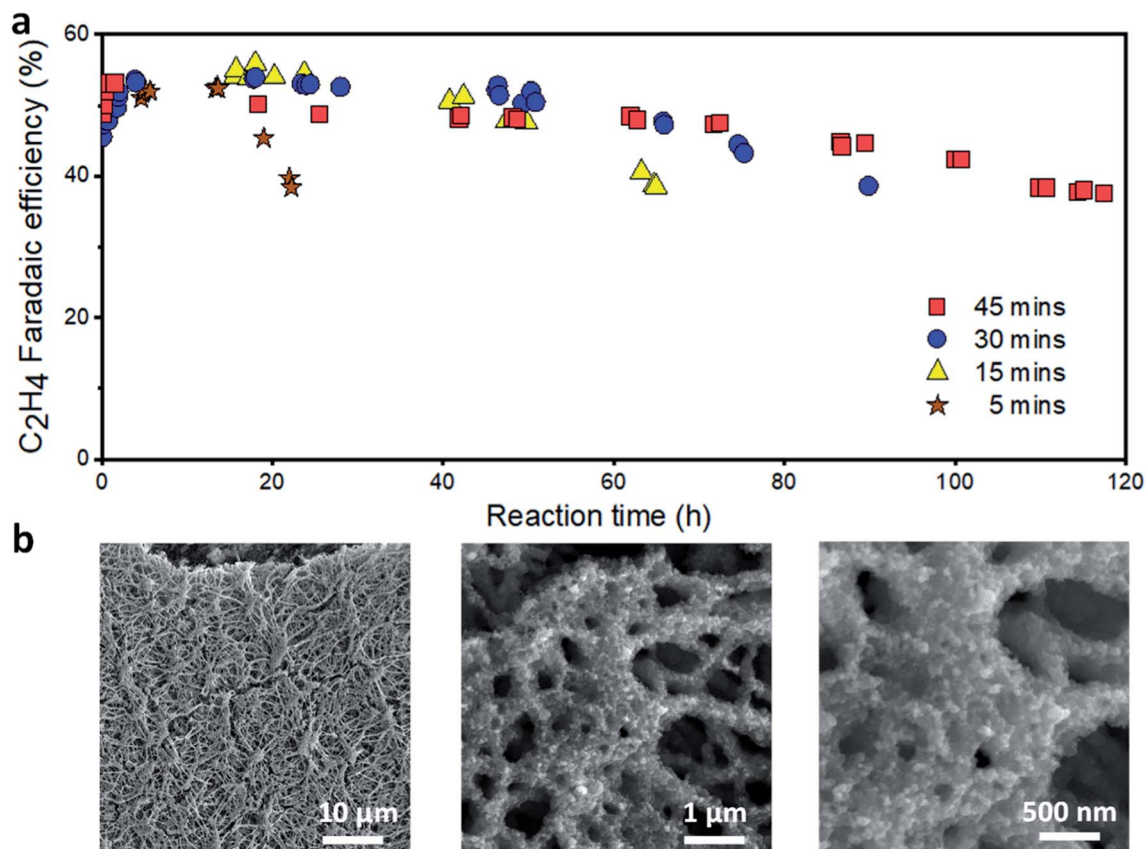 a
C₂H₄ Faradaic efficiency (%)
60
40
20
0
0 20 40 60 80 100 120
Reaction time (h)
45 mins
30 mins
15 mins
5 mins
b
10 µm
1 µm
500 nm